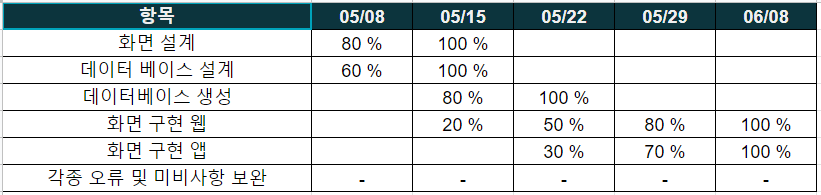 항목 05/08 05/15 05/22 05/29 06/08
화면 설계 80 % 100 %
데이터 베이스 설계 60 % 100 %
데이터베이스 생성 80 % 100 %
화면 구현 웹 20 % 50 % 80 % 100 %
화면 구현 앱 30 % 70 % 100 %
각종 오류 및 미비사항 보완 - - - - -